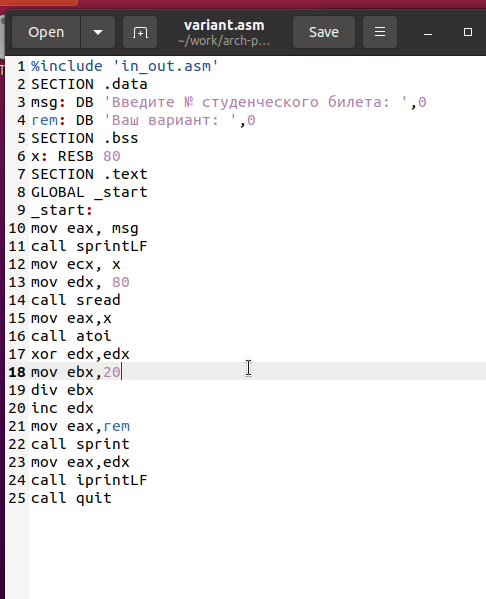 Open
variant.asm
~/work/arch-p...
Save
1 %include 'in_out.asm'
2 SECTION .data
3 msg: DB 'Введите № студенческого билета: ',0
4 rem: DB 'Ваш вариант: ',0
5 SECTION .bss
6 x: RESB 80
7 SECTION .text
8 GLOBAL _start
9 _start:
10 mov eax, msg
11 call sprintLF
12 mov ecx, x
13 mov edx, 80
14 call sread
15 mov eax,x
16 call atoi
17 xor edx,edx
18 mov ebx,20
19 div ebx
20 inc edx
21 mov eax,rem
22 call sprint
23 mov eax,edx
24 call iprintLF
25 call quit